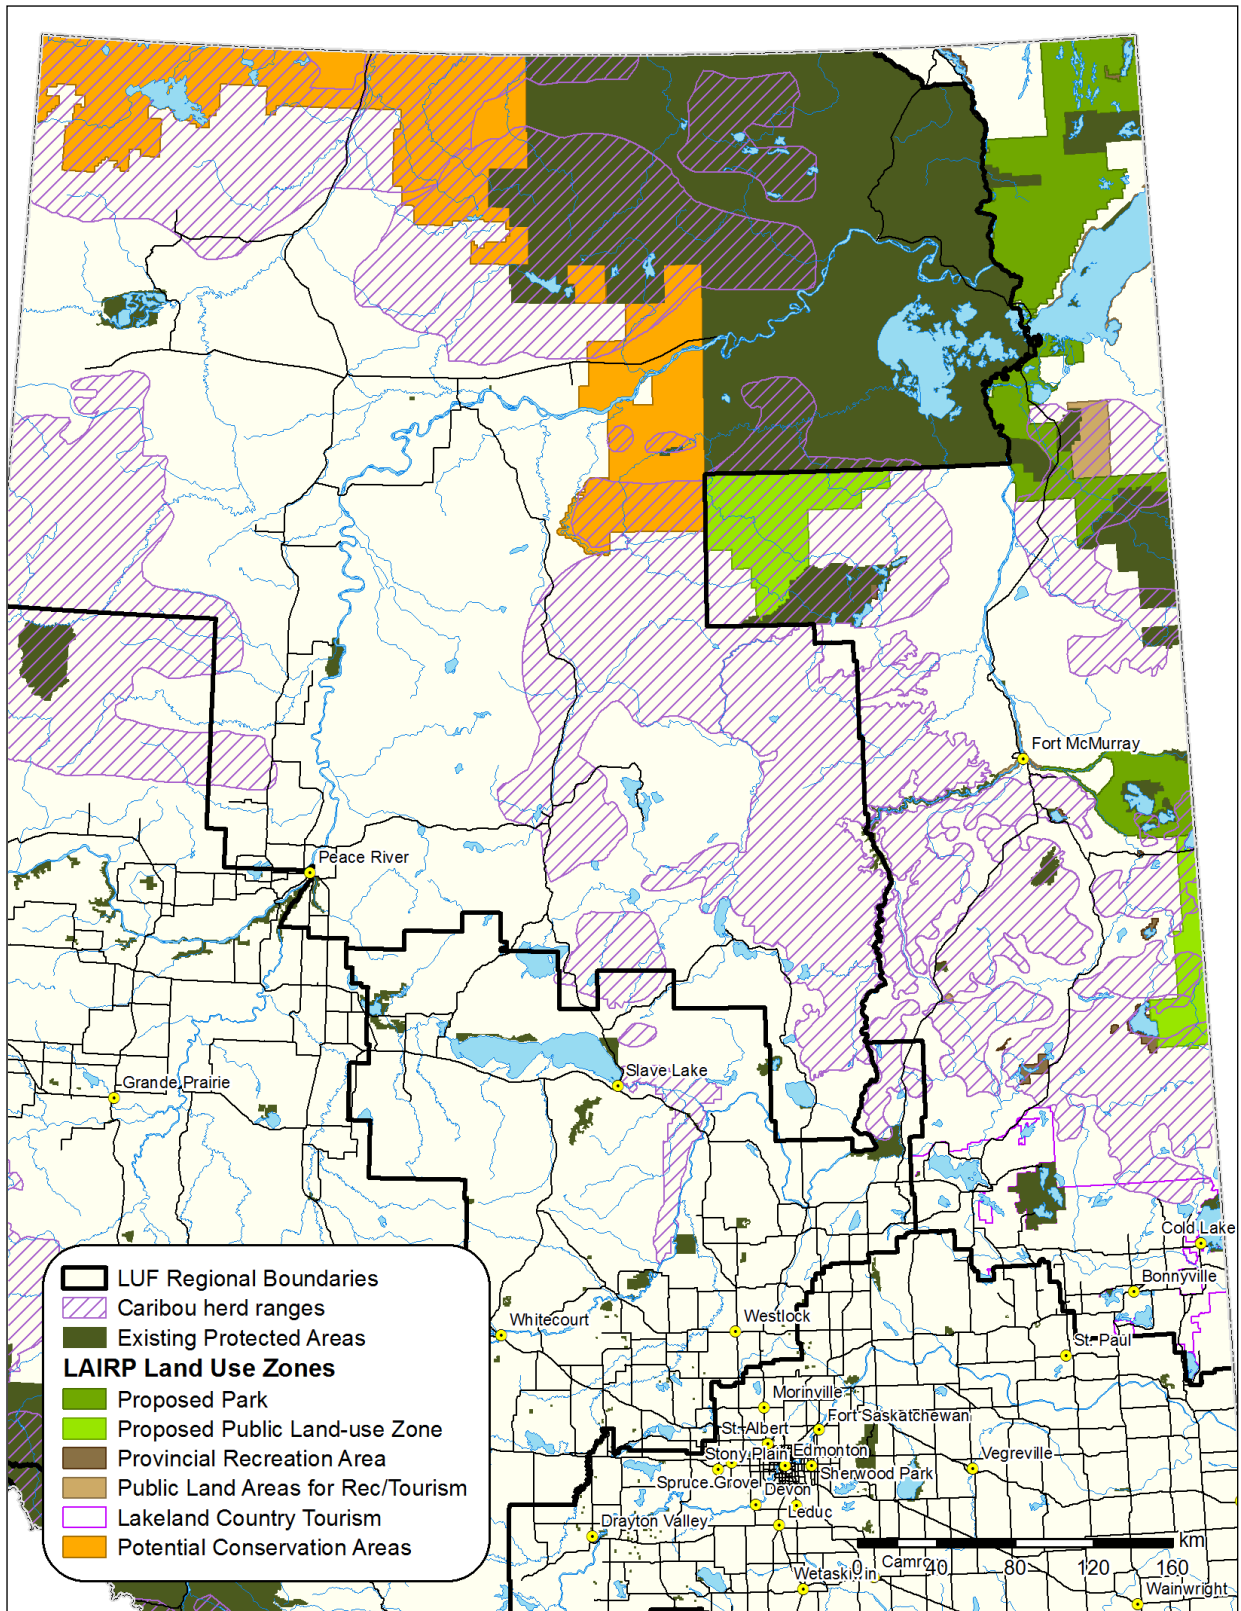 Fort McMurray
Peace River
Slave Lake
Grande Prairie
Cold Lake
Bonnyville
Whitecourt
Westlock
St. Paul
Morinville
Fort Saskatchewan
St. Albert
Stony Plain
Edmonton
Vegreville
Sherwood Park
Spruce Grove
Devon
Leduc
Drayton Valley
Wetaskiwin
Camro
Wainwright
LUF Regional Boundaries
Caribou herd ranges
Existing Protected Areas
LAIRP Land Use Zones
Proposed Park
Proposed Public Land-use Zone
Provincial Recreation Area
Public Land Areas for Rec/Tourism
Lakeland Country Tourism
Potential Conservation Areas
km
0 40 80 120 160